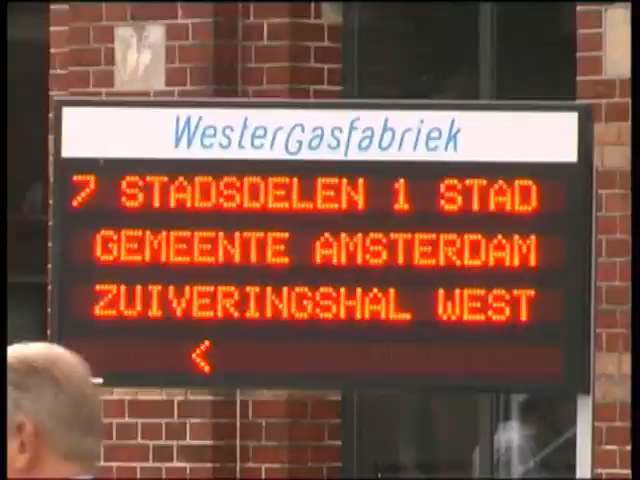 WesterGasfabriek
7 STADSDELEN 1 STAD
GEMEENTE AMSTERDAM
ZUIVERINGSHAL WEST
<